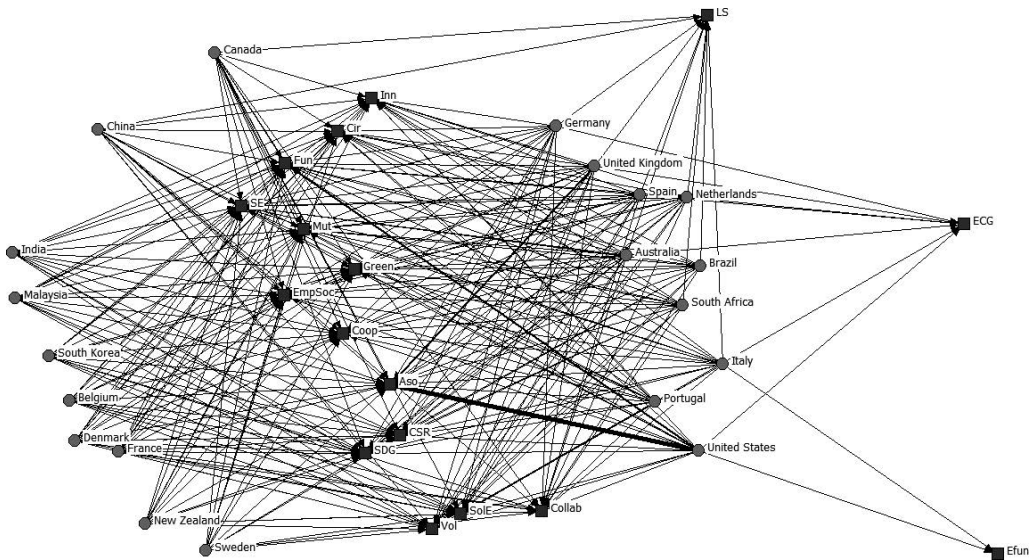 LS
Canada
Inn
Germany
China
Cir
Fun
United Kingdom
Spain
Netherlands
SE
ECG
Mut
India
Australia
Brazil
Green
Malaysia
EmpSoc
South Africa
Coop
South Korea
Italy
Aso
Belgium
Portugal
CSR
Denmark
France
SDG
United States
SolE
Collab
New Zealand
Vol
Sweden
Efun